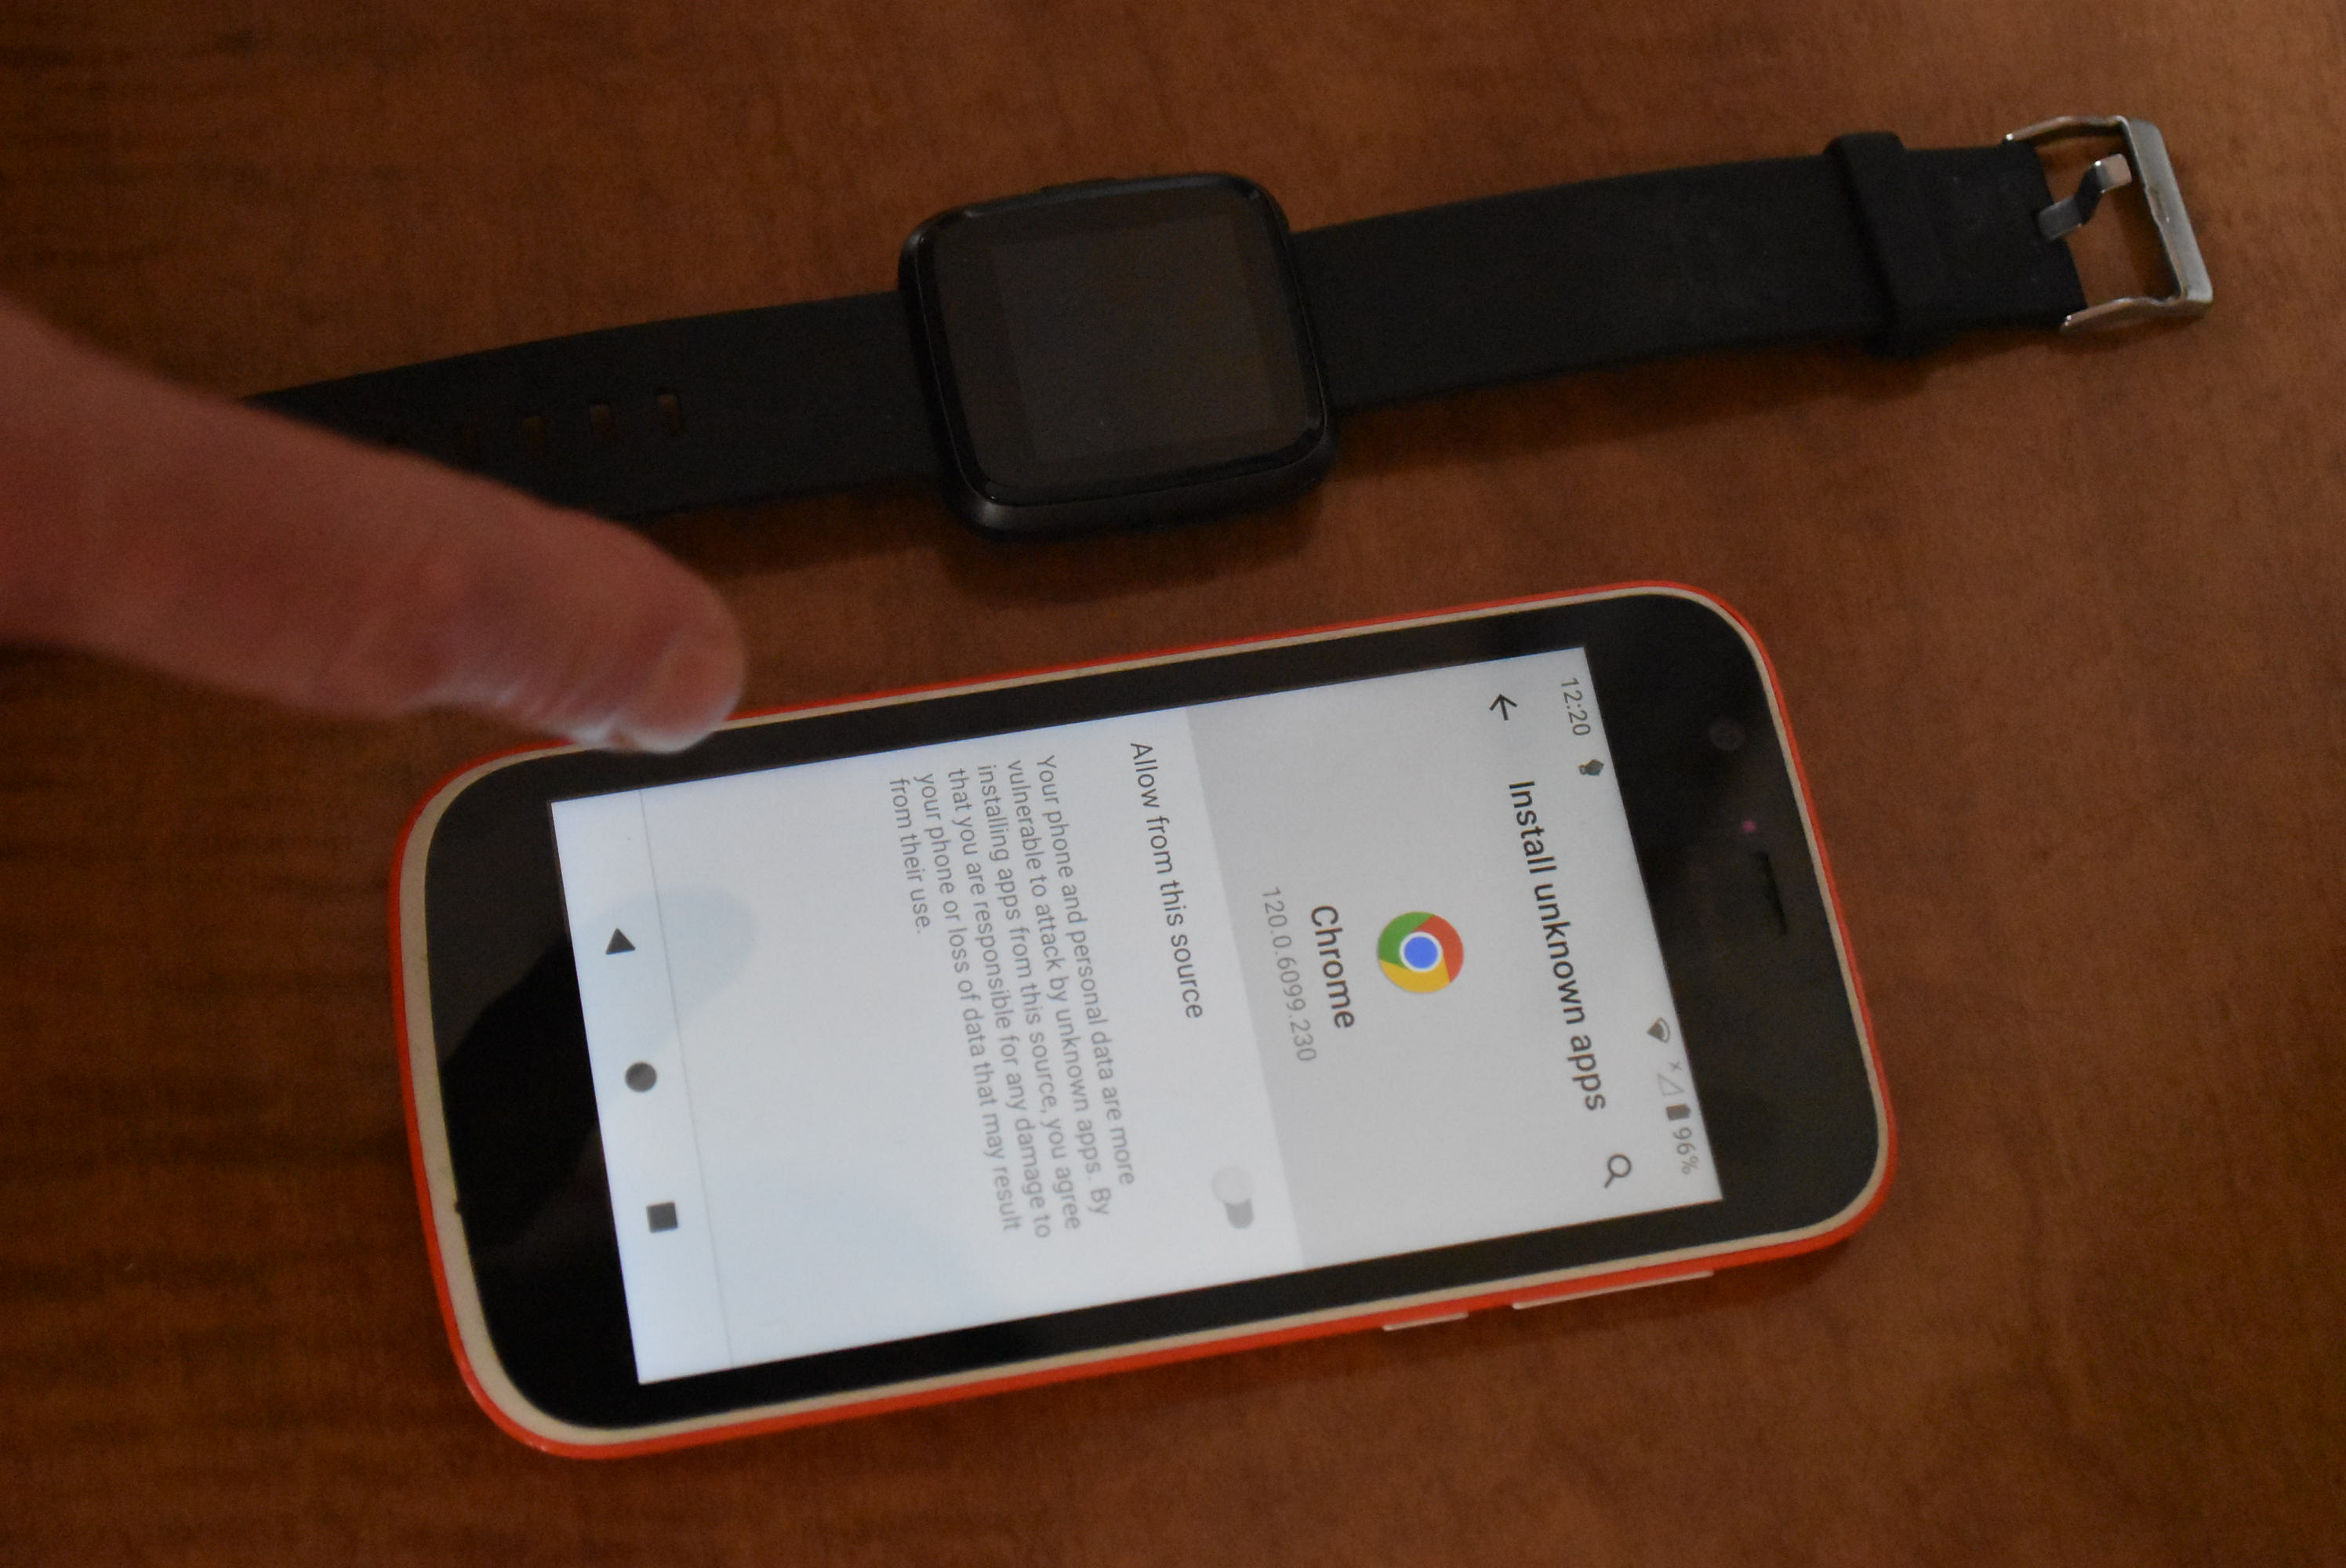 12:20 96%
Install unknown apps
Chrome
120.0.6099.230
Allow from this source
Your phone and personal data are more
vulnerable to attack by unknown apps. By
installing apps from this source, you agree
that you are responsible for any damage to
your phone or loss of data that may result
from their use.